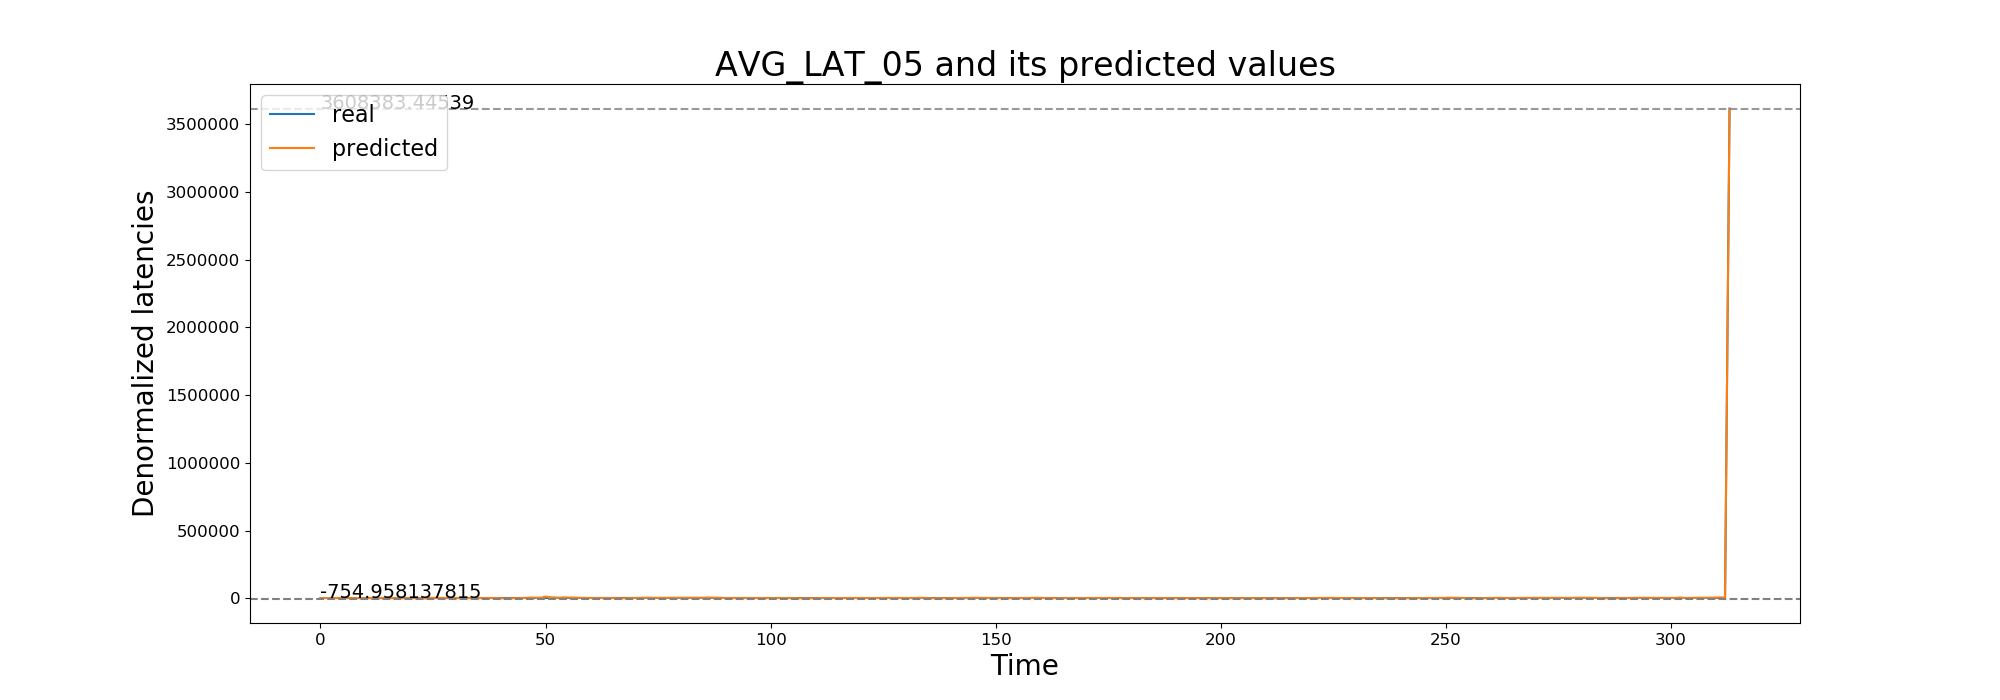 AVG_LAT_05 and its predicted values
3608383.44539
real
predicted
Denormalized latencies
3500000
3000000
2500000
2000000
1500000
1000000
500000
0
-754.958137815
0 50 100 150 200 250 300
Time